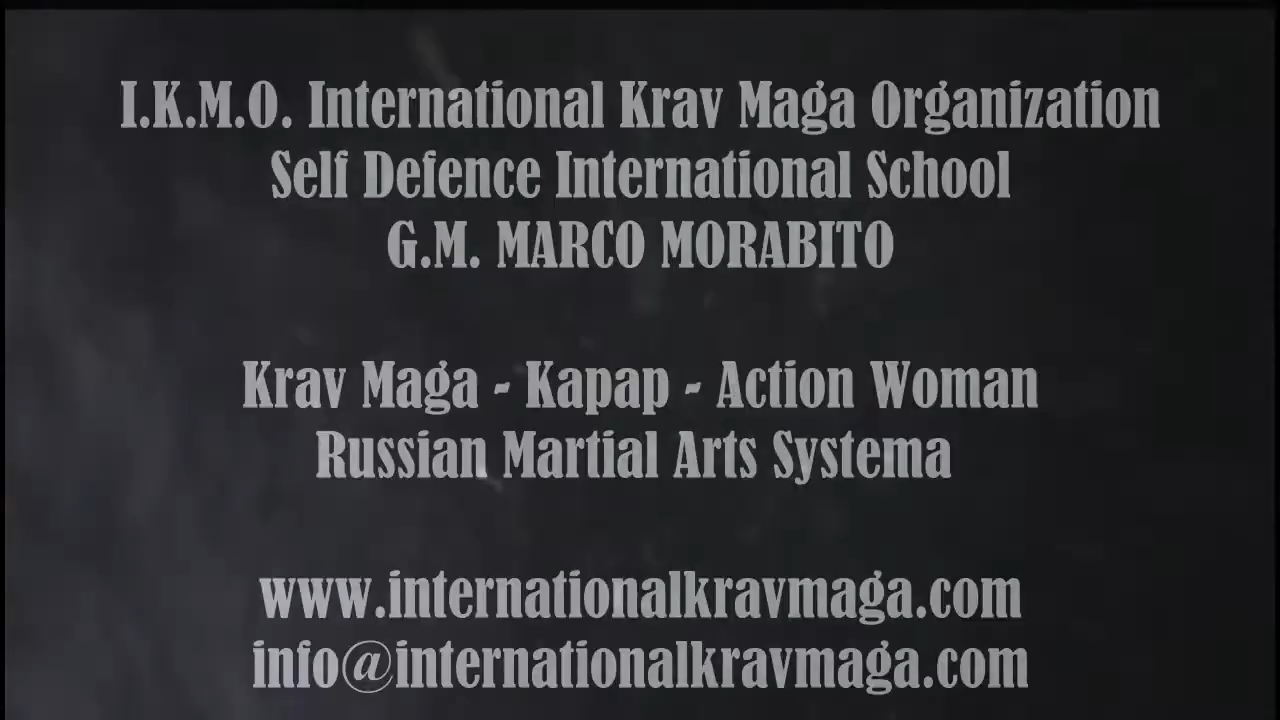 I.K.M.O. International Krav Maga Organization
Self Defence International School
G.M. MARCO MORABITO
Krav Maga - Kapap - Action Woman
Russian Martial Arts Systema
www.internationalkravmaga.com
info@internationalkravmaga.com